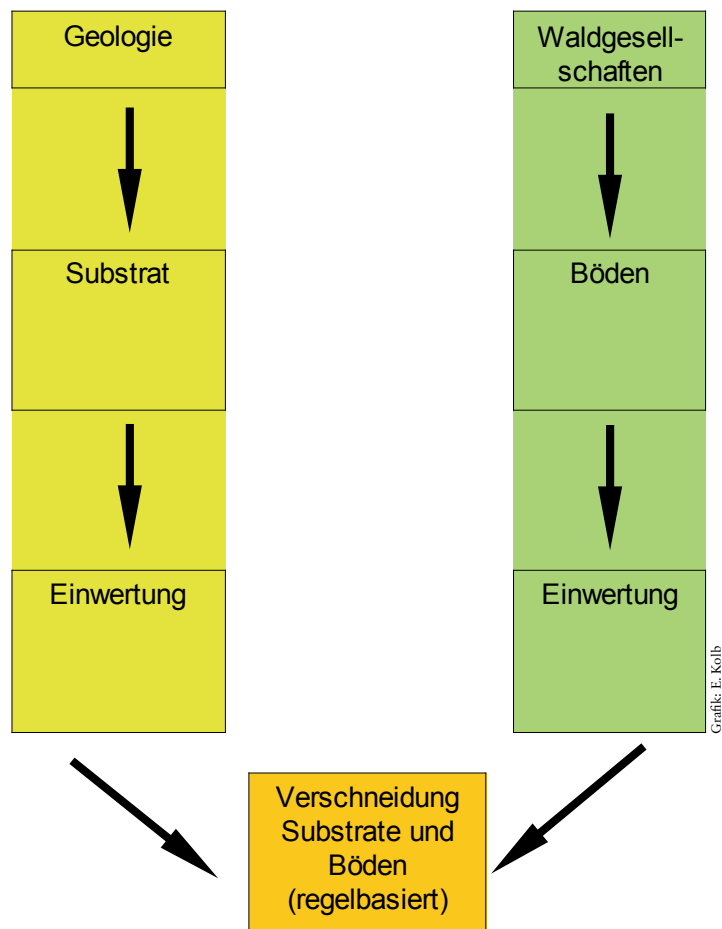 Geologie
Substrat
Einwertung
Waldgesell-
schaften
Böden
Einwertung
Grafik: E. Kolb
Verschneidung
Substrate und
Böden
(regelbasiert)